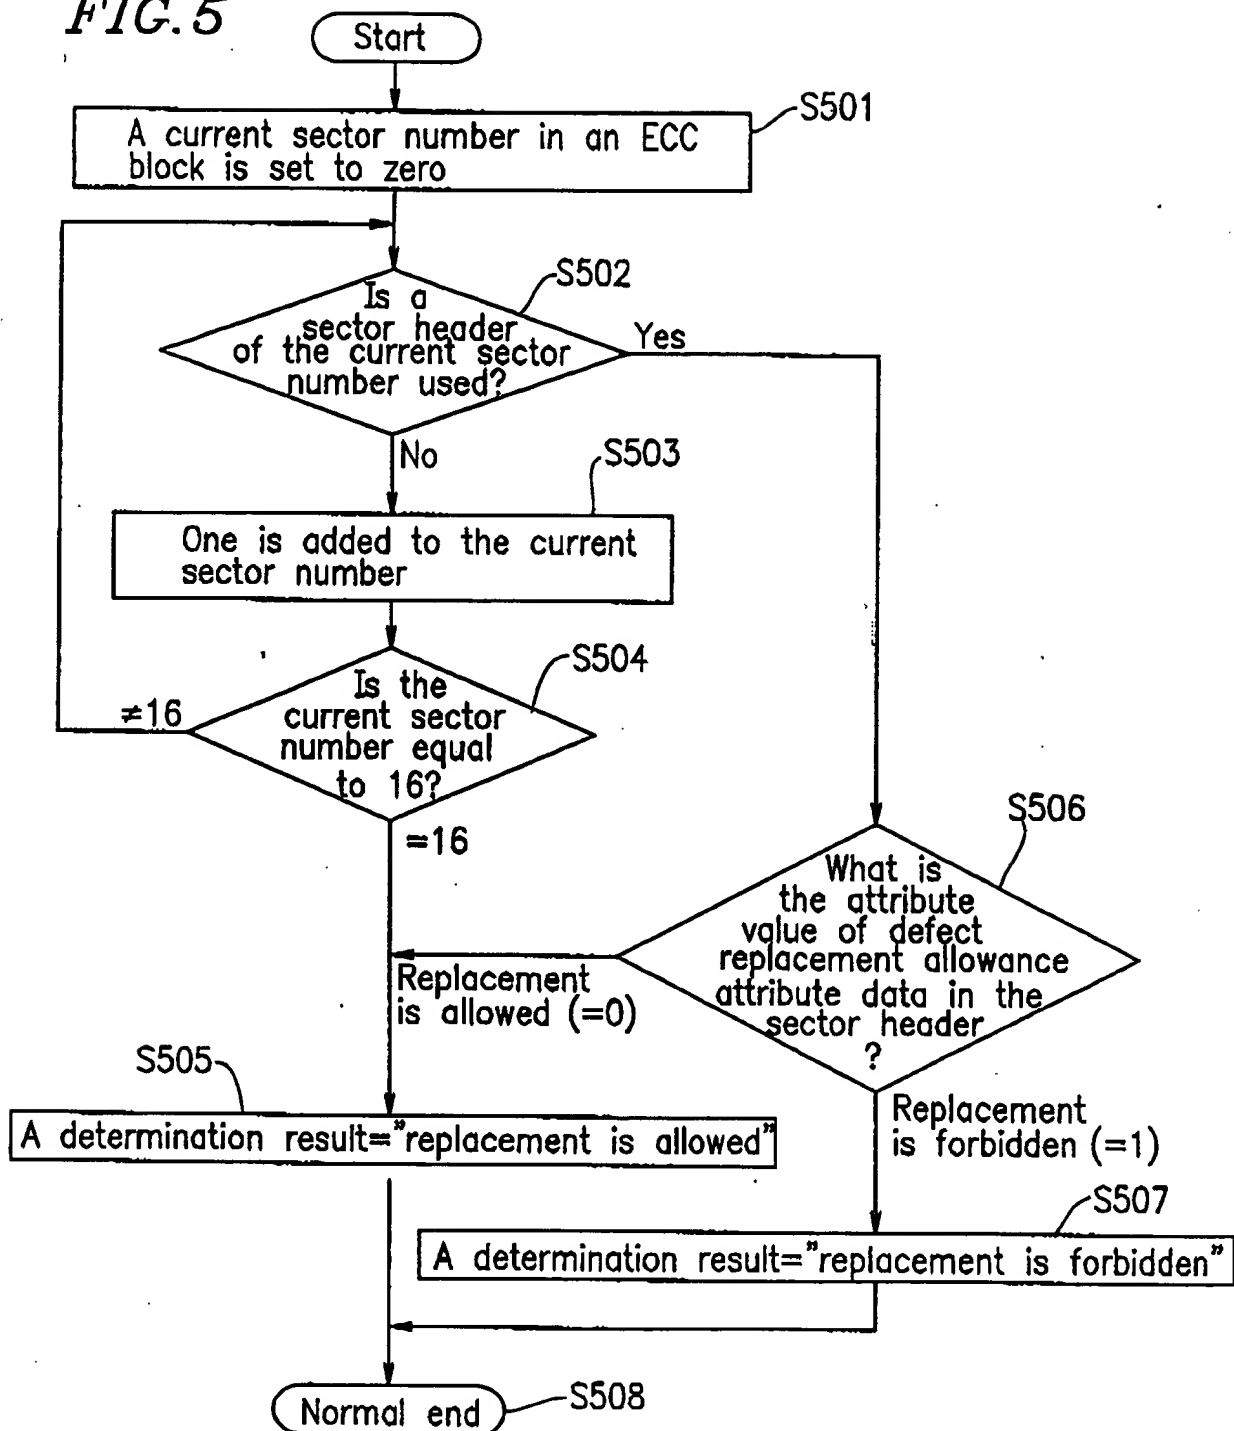 FIG. 5
Start
S501
A current sector number in an ECC
block is set to zero
S502
Is a
sector header
of the current sector
number used?
Yes
No
S503
One is added to the current
sector number
S504
Is the
current sector
number equal
to 16?
≠16
=16
S506
What is
the attribute
value of defect
replacement allowance
attribute data in the
sector header
?
Replacement
is allowed (=0)
S505
A determination result="replacement is allowed"
Replacement
is forbidden (=1)
S507
A determination result="replacement is forbidden"
Normal end
S508